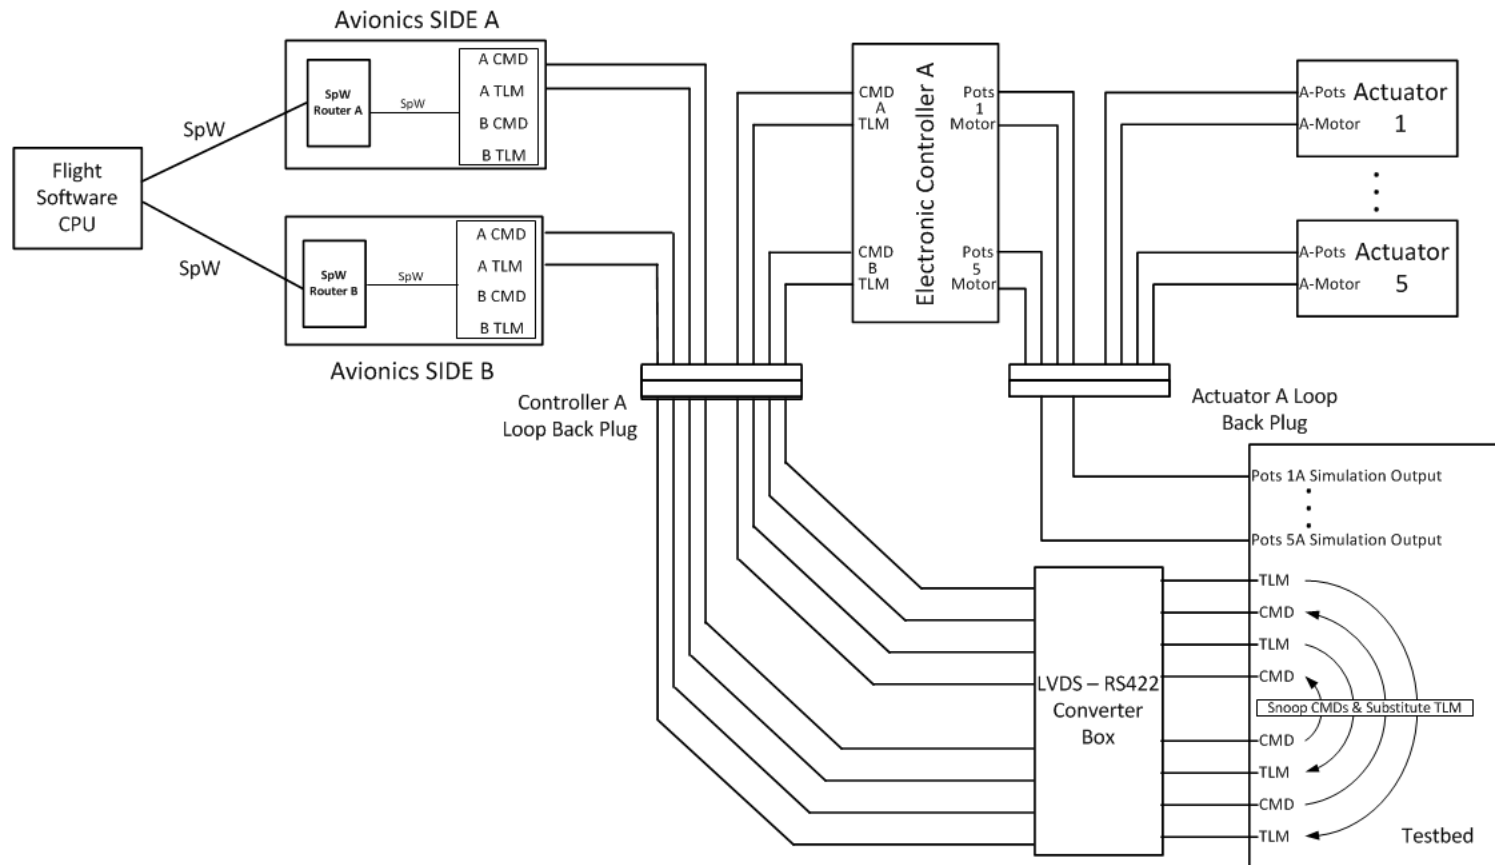 Avionics SIDE A
SpW
Router A
SpW
A CMD
A TLM
B CMD
B TLM
SpW
Flight
Software
CPU
SpW
SpW
Router B
SpW
A CMD
A TLM
B CMD
B TLM
Avionics SIDE B
Controller A
Loop Back Plug
Electronic Controller A
CMD
A
TLM
CMD
B
TLM
Pots
1
Motor
Pots
5
Motor
A-Pots
A-Motor
Actuator
1
A-Pots
A-Motor
Actuator
5
Actuator A Loop
Back Plug
Pots 1A Simulation Output
Pots 5A Simulation Output
LVDS – RS422
Converter
Box
TLM
CMD
TLM
CMD
Snoop CMDs & Substitute TLM
CMD
TLM
CMD
TLM
Testbed